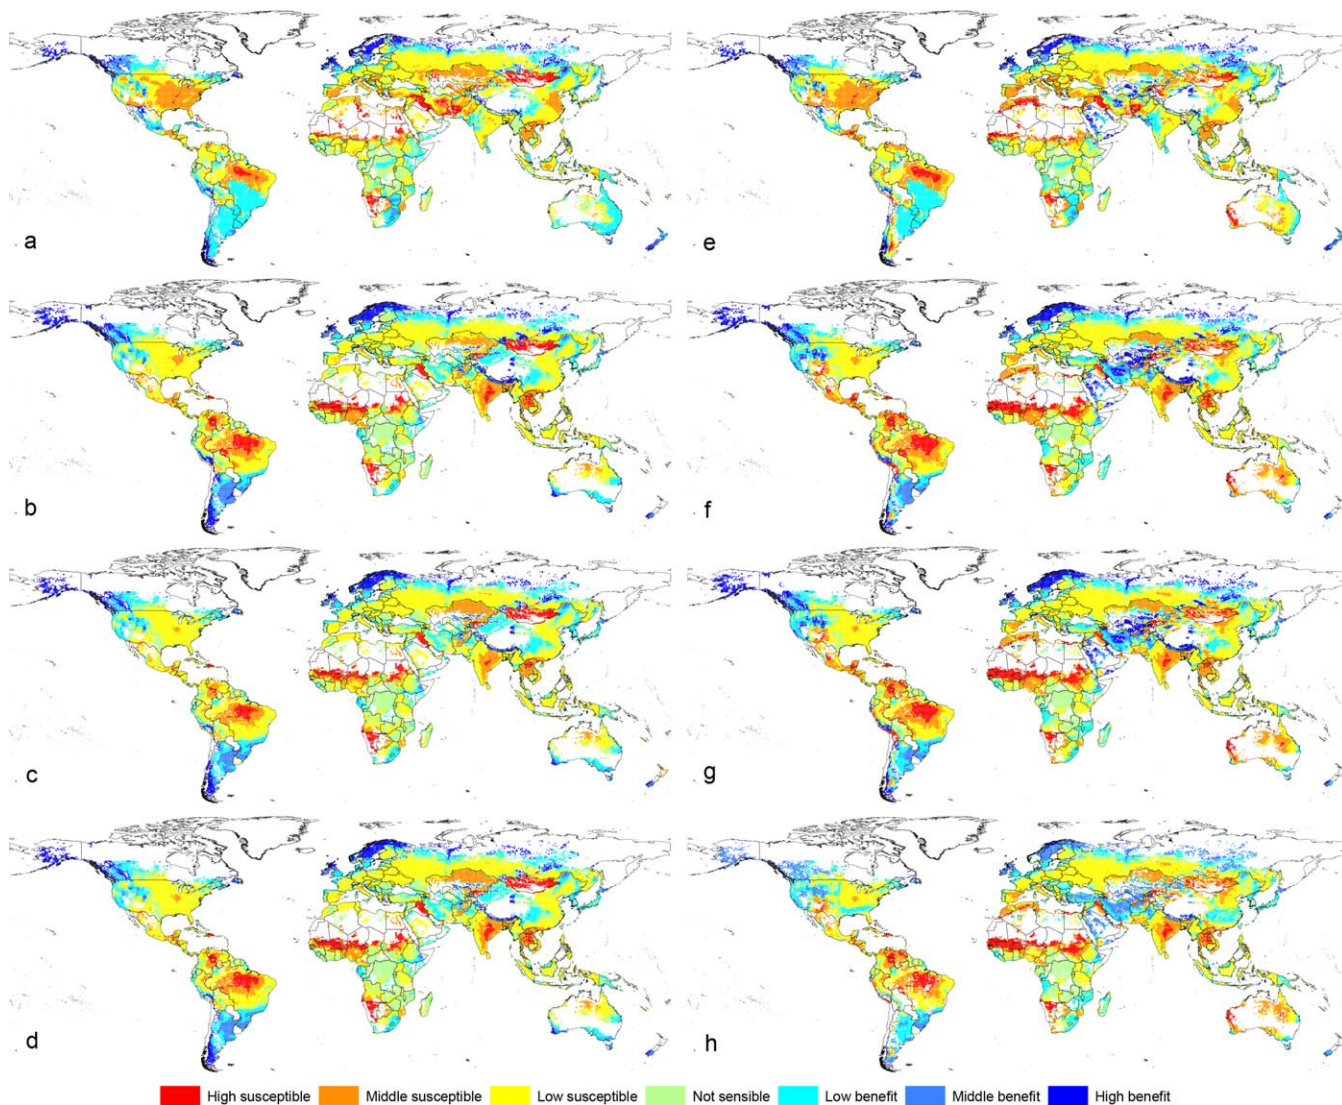 a
e
b
f
c
g
d
h
High susceptible Middle susceptible Low susceptible Not sensible Low benefit Middle benefit High benefit